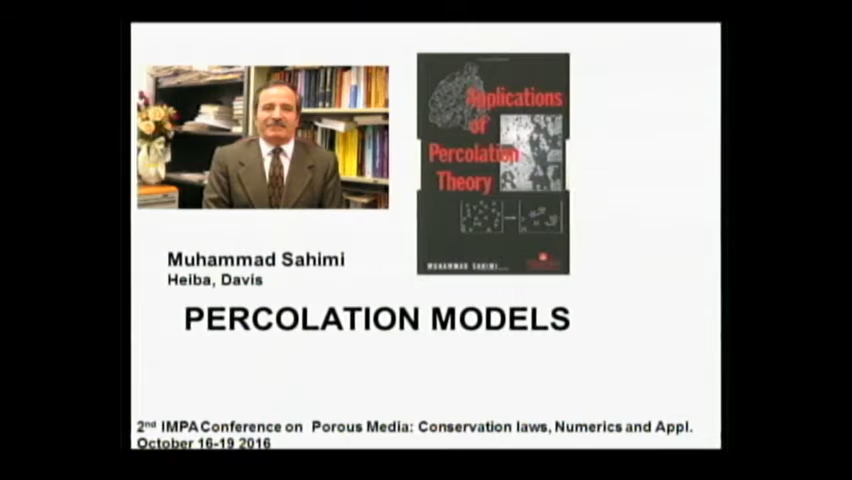 Applications
of
Percolation
Theory
MUHAMMAD SAHIMI
Muhammad Sahimi
Heiba, Davis
PERCOLATION MODELS
2nd IMPA Conference on Porous Media: Conservation laws, Numerics and Appl.
October 16-19 2016